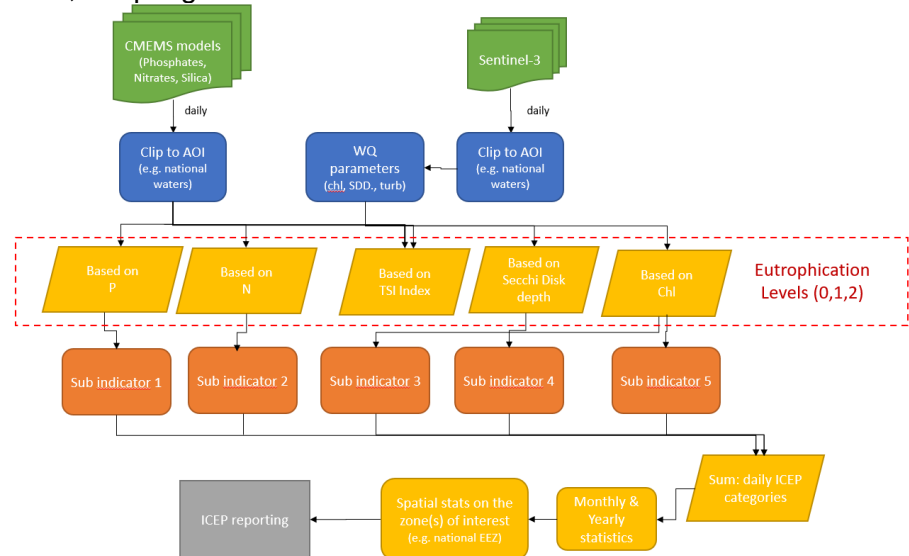 CMEMS models
(Phosphates,
Nitrates, Silica)
Sentinel-3
daily
daily
Clip to AOI
(e.g. national
waters)
WQ
parameters
(chl, SDD., turb)
Clip to AOI
(e.g. national
waters)
Based on
P
Based on
N
Based on
TSI Index
Based on
Secchi Disk
depth
Based on
Chl
Eutrophication
Levels (0,1,2)
Sub indicator 1
Sub indicator 2
Sub indicator 3
Sub indicator 4
Sub indicator 5
Sum: daily ICEP
categories
ICEP reporting
Spatial stats on the
zone(s) of interest
(e.g. national EEZ)
Monthly &
Yearly
statistics